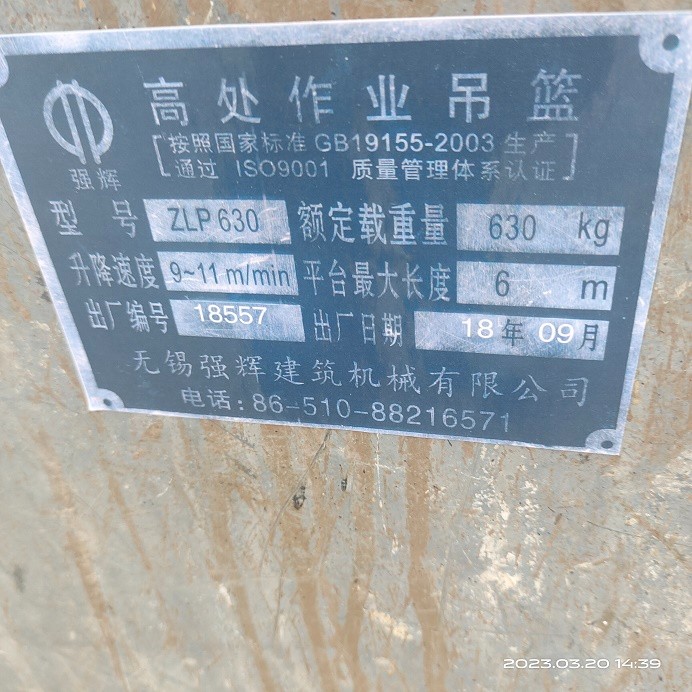 高处作业吊篮
强辉
[按照国家标准 GB19155-2003 生产
通过 ISO9001 质量管理体系认证]
型号 ZLP 630 额定载重量 630 kg
升降速度 9~11 m/min 平台最大长度 6 m
出厂编号 18557 出厂日期 18年09月
无锡强辉建筑机械有限公司
电话:86-510-88216571
2023.03.20 14:39